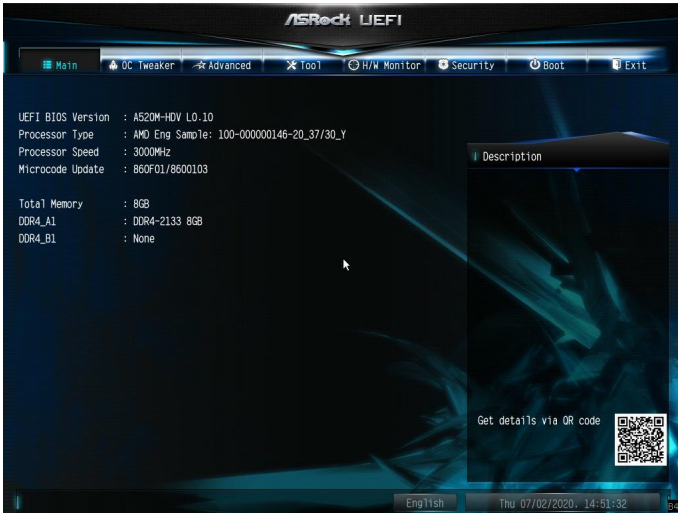 ASRock UEFI
Main OC Tweaker Advanced Tool H/W Monitor Security Boot Exit
UEFI BIOS Version : A520M-HDV L0.10
Processor Type : AMD Eng Sample: 100-000000146-20_37/30_Y
Processor Speed : 3000MHz
Microcode Update : 860F01/8600103
Total Memory : 8GB
DDR4_A1 : DDR4-2133 8GB
DDR4_B1 : None
Description
Get details via QR code
English Thu 07/02/2020. 14:51:32